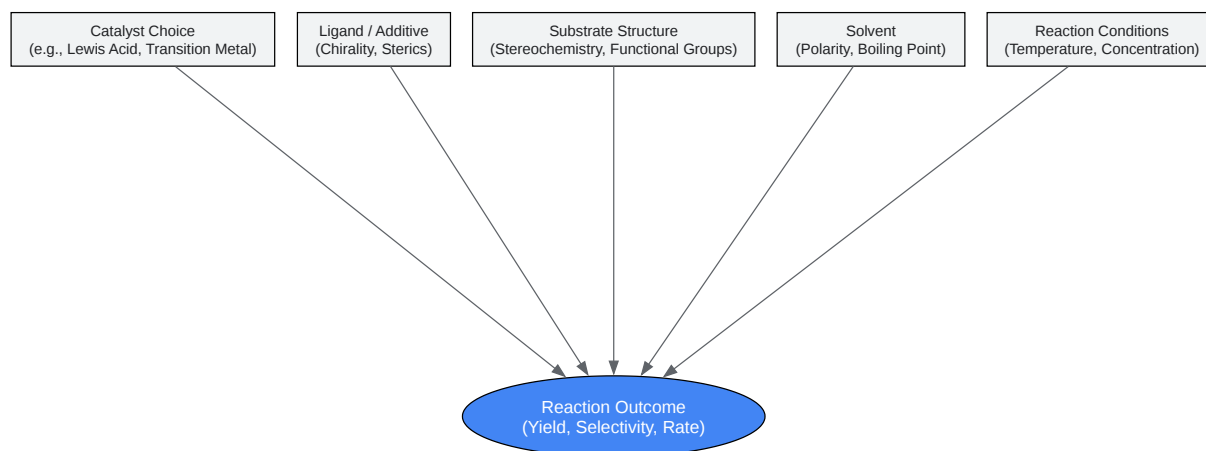 Catalyst Choice
(e.g., Lewis Acid, Transition Metal)
Ligand / Additive
(Chirality, Sterics)
Substrate Structure
(Stereochemistry, Functional Groups)
Solvent
(Polarity, Boiling Point)
Reaction Conditions
(Temperature, Concentration)
Reaction Outcome
(Yield, Selectivity, Rate)